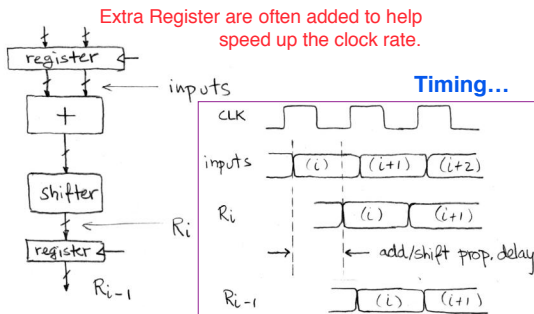 Extra Register are often added to help
speed up the clock rate.
register
inputs
+
shifter
Ri
register
Ri-1
Timing...
CLK
inputs (i) (i+1) (i+2)
Ri (i) (i+1)
add/shift prop. delay
Ri-1 (i) (i+1)